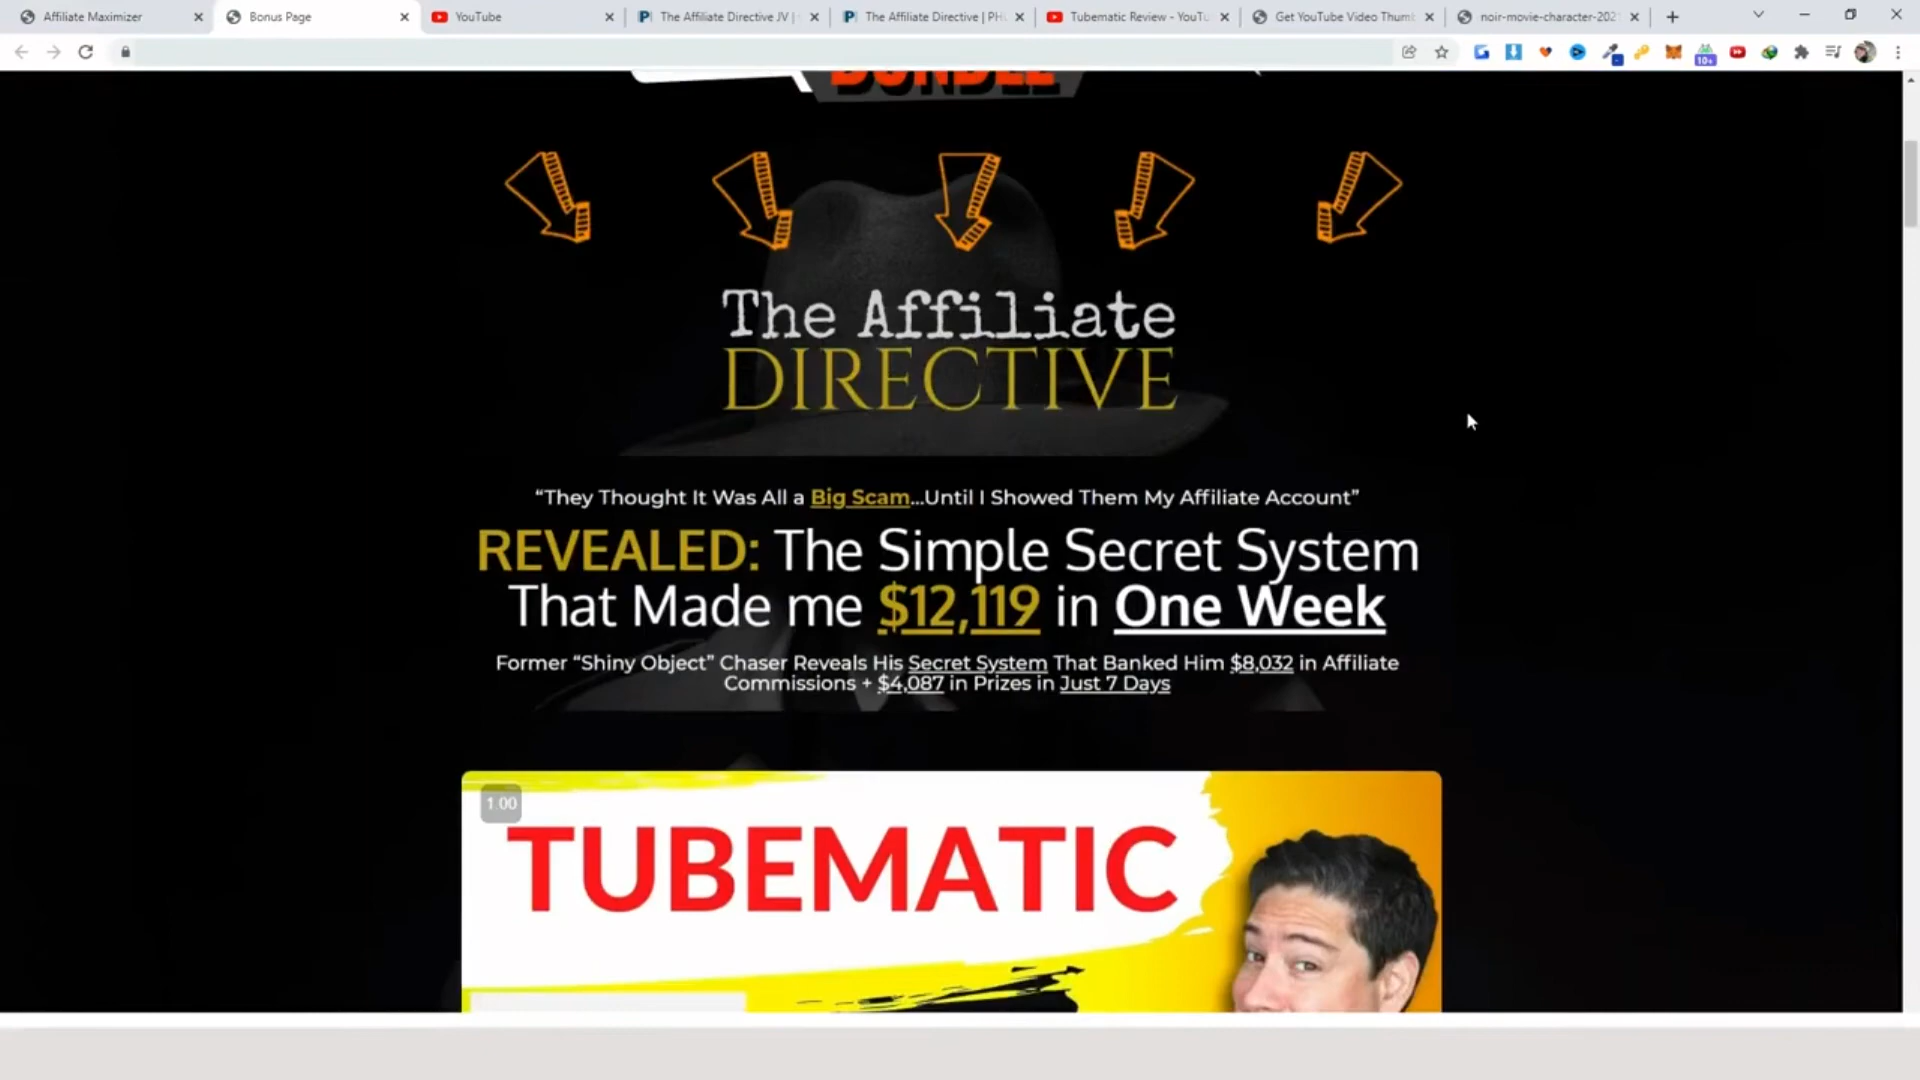 Affiliate Maximizer
Bonus Page
YouTube
The Affiliate Directive JV |
The Affiliate Directive | PH
Tubematic Review - YouTu
Get YouTube Video Thum
noir-movie-character-202
10+
BUNDLE
The Affiliate
DIRECTIVE
“They Thought It Was All a Big Scam...Until I Showed Them My Affiliate Account”
REVEALED: The Simple Secret System
That Made me $12,119 in One Week
Former “Shiny Object” Chaser Reveals His Secret System That Banked Him $8,032 in Affiliate
Commissions + $4,087 in Prizes in Just 7 Days
1.00
TUBEMATIC